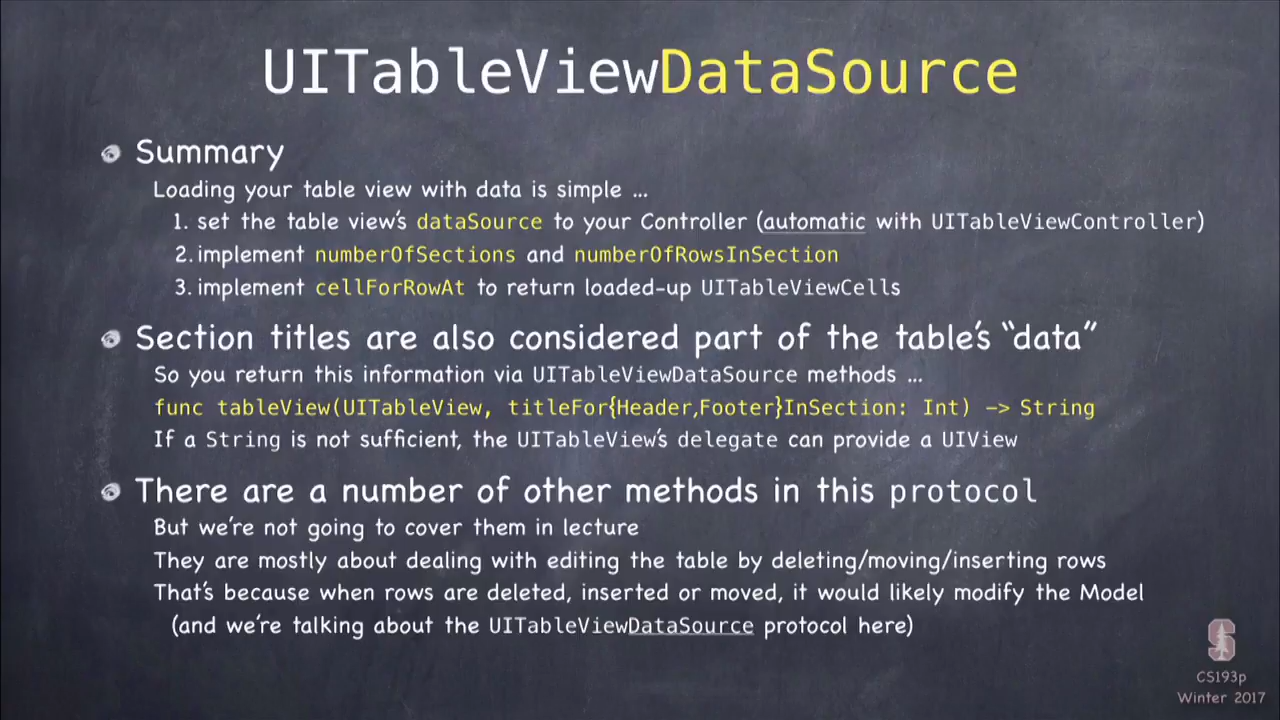 UITableViewDataSource
Summary
Loading your table view with data is simple …
1. set the table view's dataSource to your Controller (automatic with UITableViewController)
2. implement numberOfSections and numberOfRowsInSection
3. implement cellForRowAt to return loaded-up UITableViewCells
Section titles are also considered part of the table's “data”
So you return this information via UITableViewDataSource methods …
func tableView(UITableView, titleFor{Header,Footer}InSection: Int) -> String
If a String is not sufficient, the UITableView's delegate can provide a UIView
There are a number of other methods in this protocol
But we're not going to cover them in lecture
They are mostly about dealing with editing the table by deleting/moving/inserting rows
That's because when rows are deleted, inserted or moved, it would likely modify the Model
(and we're talking about the UITableViewDataSource protocol here)
S
CS193p
Winter 2017